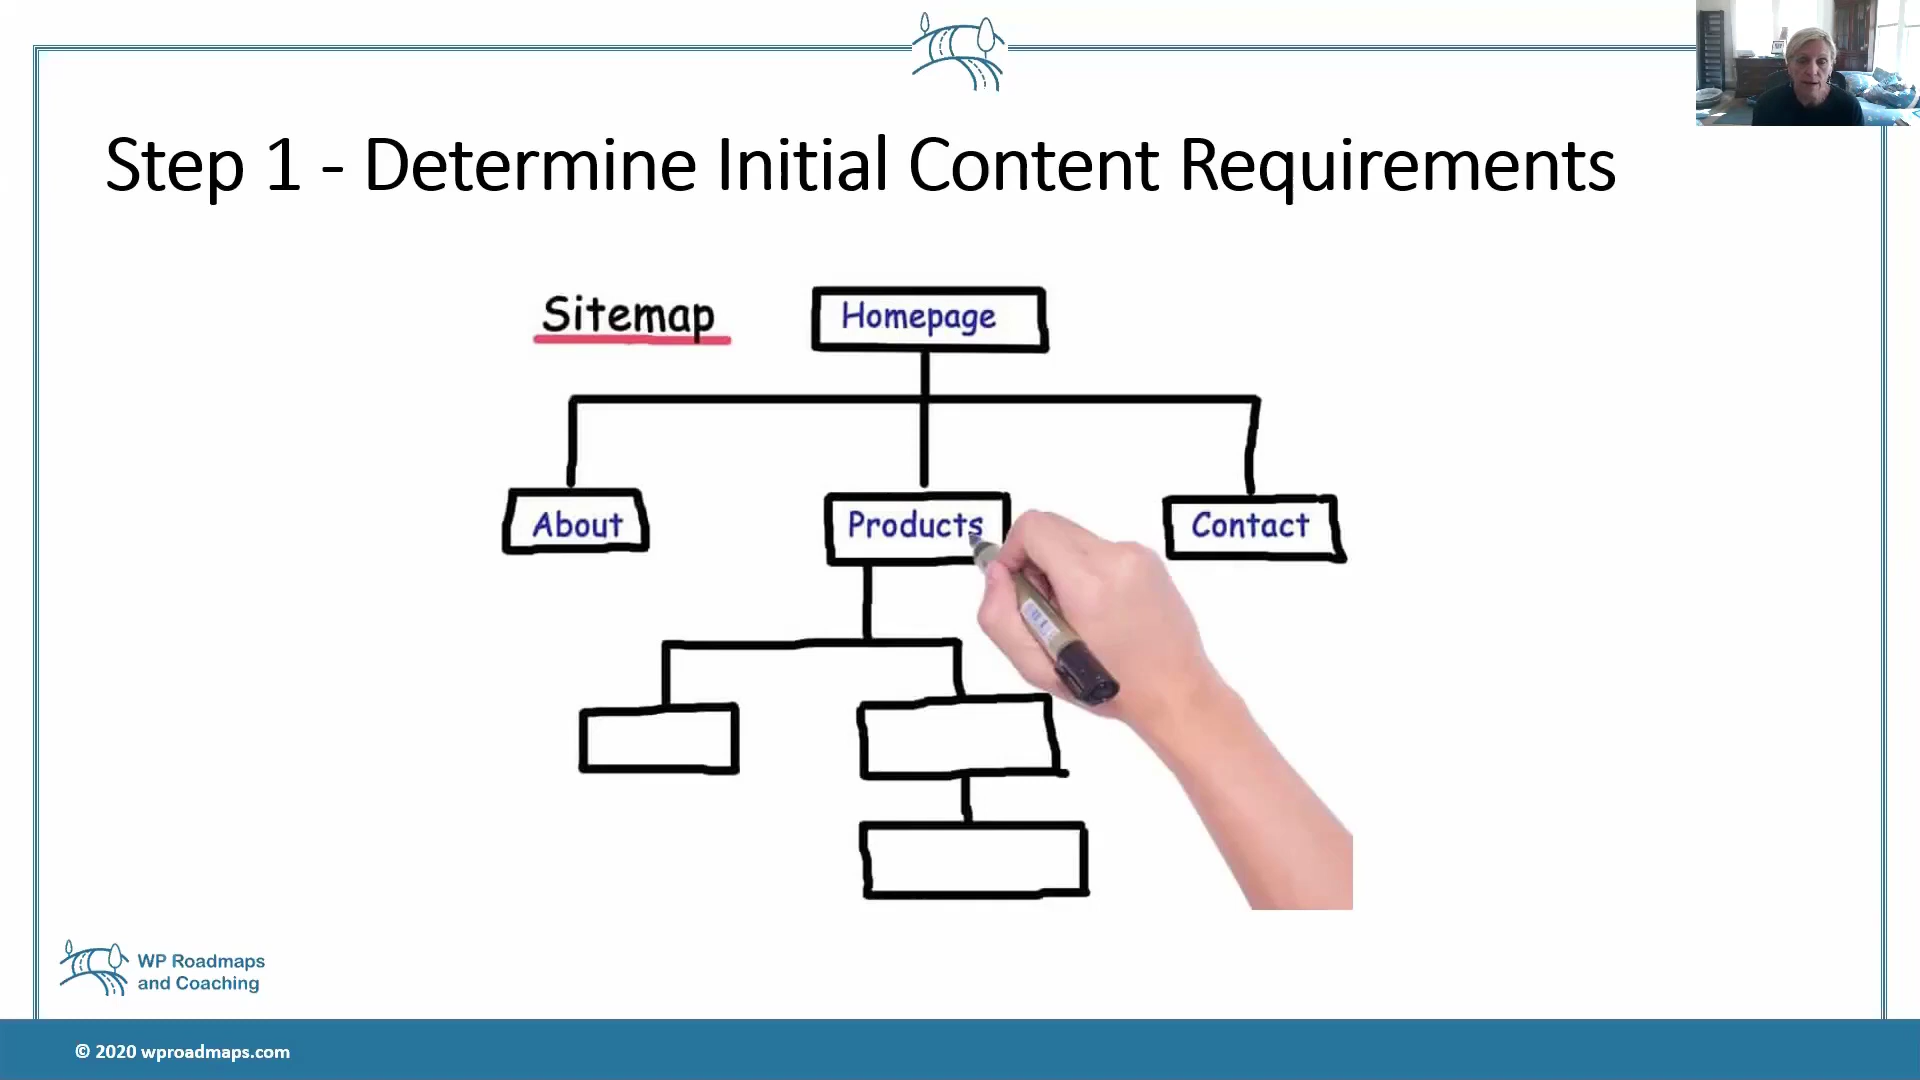 Step 1 - Determine Initial Content Requirements
Sitemap
Homepage
About
Products
Contact
WP Roadmaps
and Coaching
© 2020 wproadmaps.com